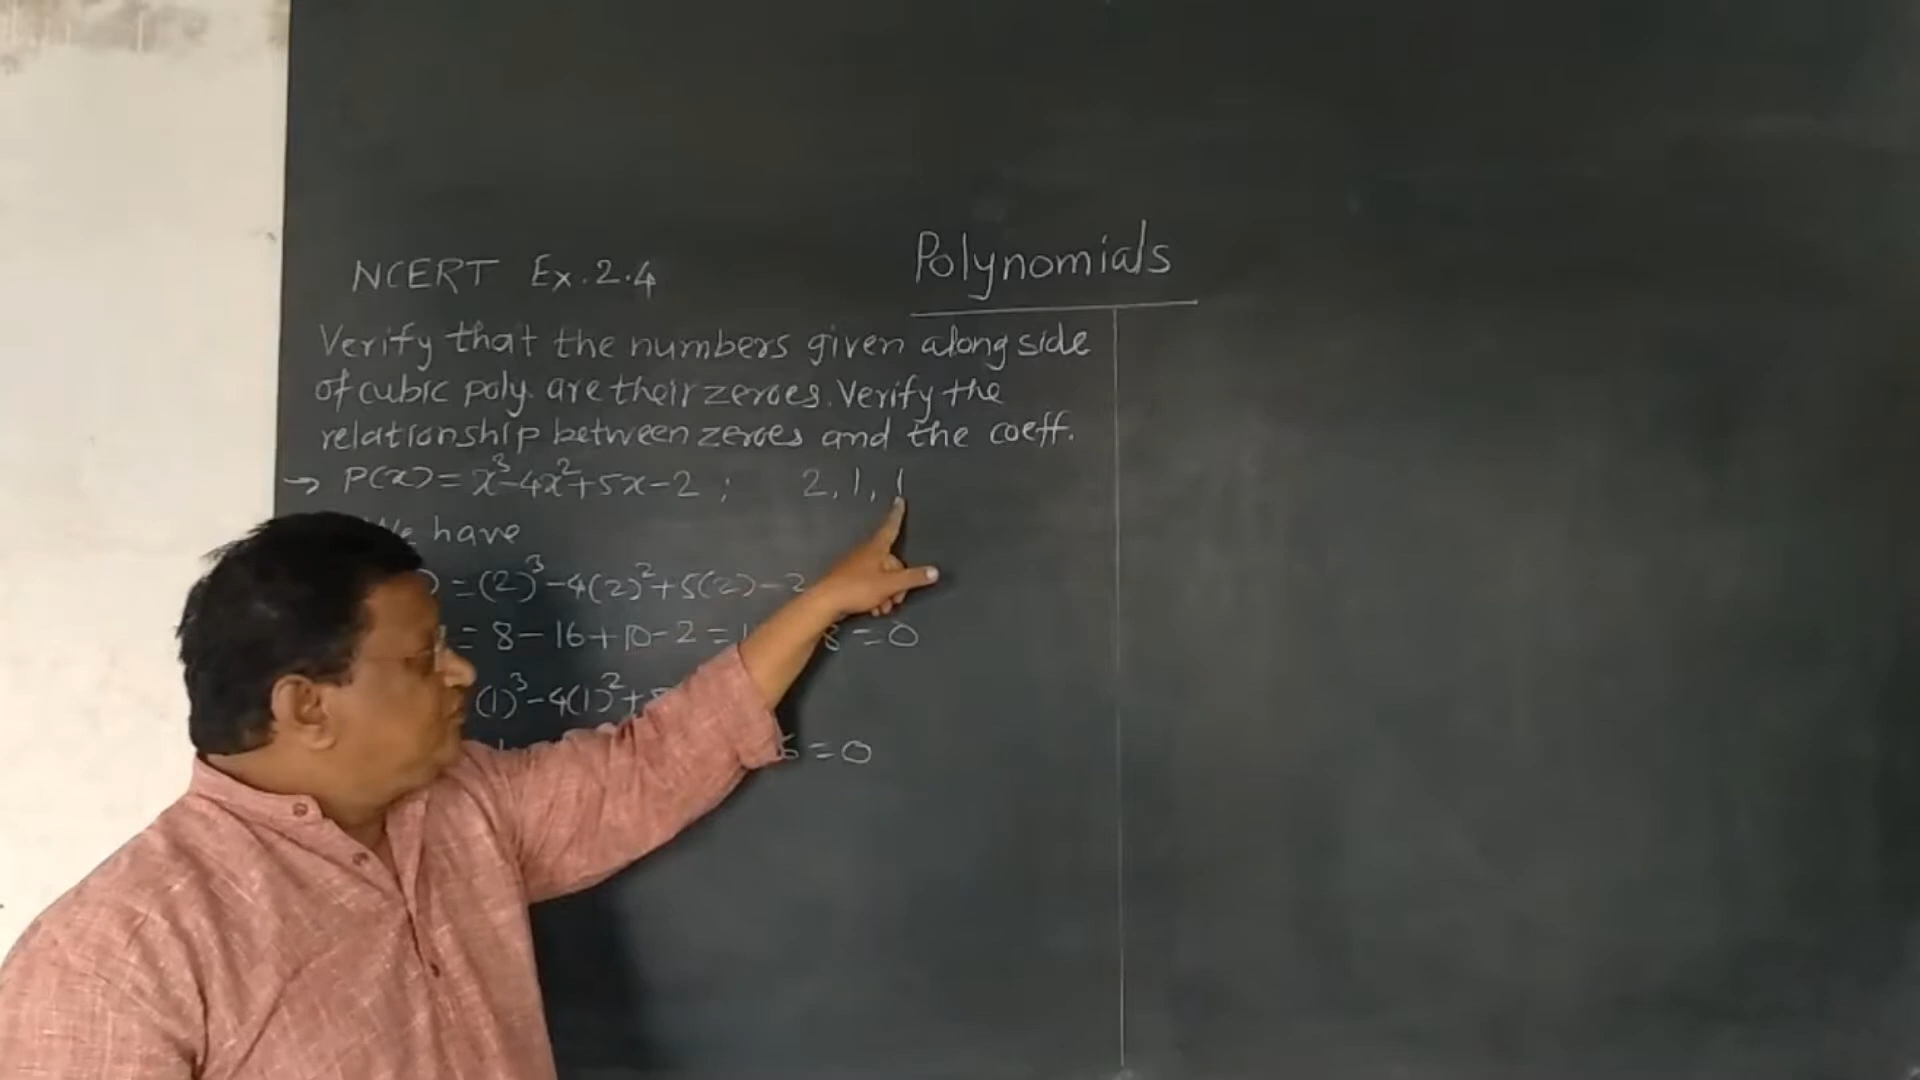 Polynomials
NCERT Ex.2.4
Verify that the numbers given along side
of cubic poly. are their zeroes. Verify the
relationship between zeroes and the coeff.
→ P(x) = x³-4x²+5x-2 ; 2, 1, 1
have
) = (2)³-4(2)²+5(2)-2
= 8-16+10-2 = 8 = 0
(1)³-4(1)²+
= 0